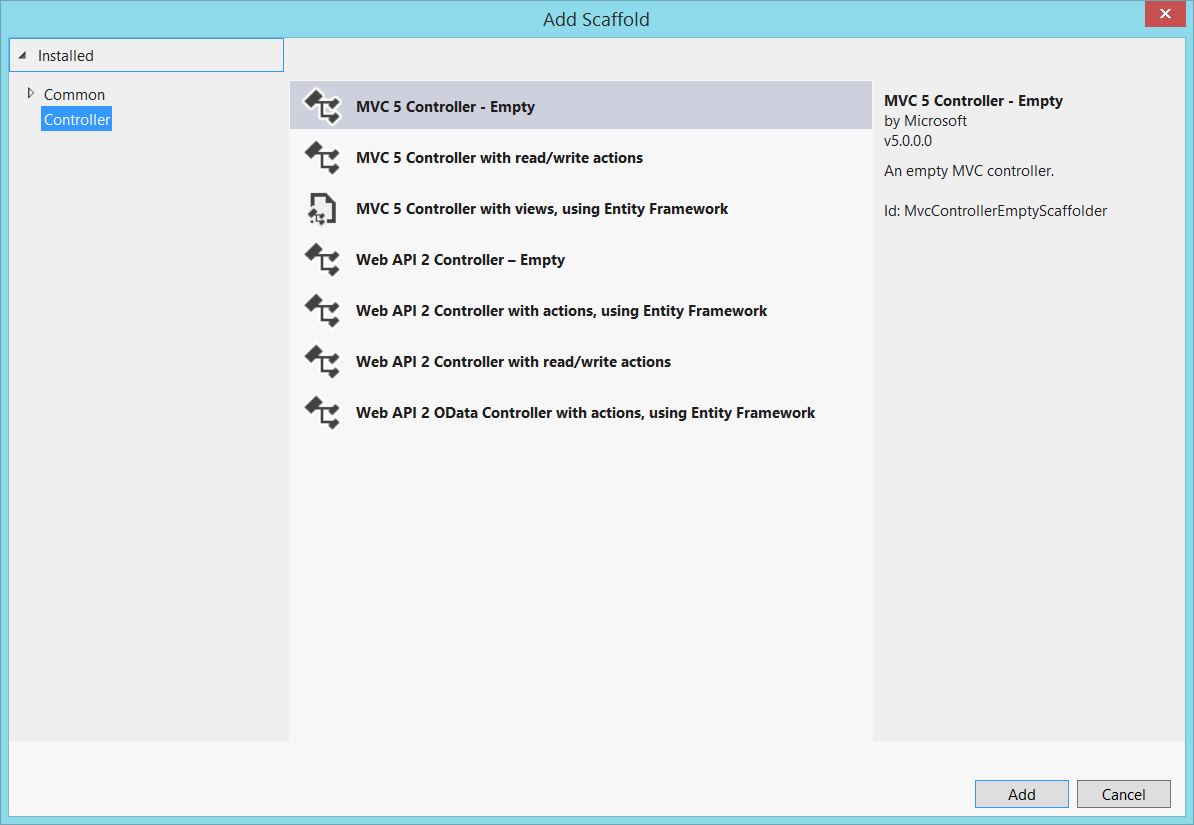 Add Scaffold
Installed
Common
Controller
MVC 5 Controller - Empty
MVC 5 Controller with read/write actions
MVC 5 Controller with views, using Entity Framework
Web API 2 Controller – Empty
Web API 2 Controller with actions, using Entity Framework
Web API 2 Controller with read/write actions
Web API 2 OData Controller with actions, using Entity Framework
MVC 5 Controller - Empty
by Microsoft
v5.0.0.0
An empty MVC controller.
Id: MvcControllerEmptyScaffolder
Add
Cancel